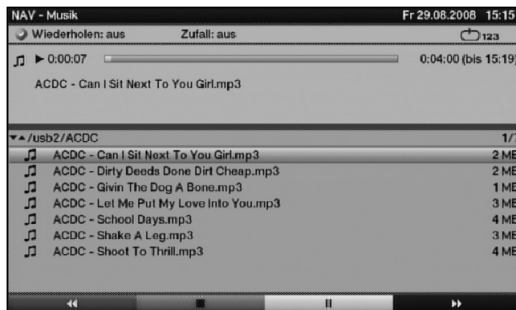 NAV - Musik Fr 29.08.2008 15:15
Wiederholen: aus Zufall: aus 123
0:00:07 0:04:00 (bis 15:19)
ACDC - Can I Sit Next To You Girl.mp3
/usb2/ACDC 1/7
ACDC - Can I Sit Next To You Girl.mp3 2 MB
ACDC - Dirty Deeds Done Dirt Cheap.mp3 2 MB
ACDC - Givin The Dog A Bone.mp3 1 MB
ACDC - Let Me Put My Love Into You.mp3 3 MB
ACDC - School Days.mp3 4 MB
ACDC - Shake A Leg.mp3 3 MB
ACDC - Shoot To Thrill.mp3 4 MB